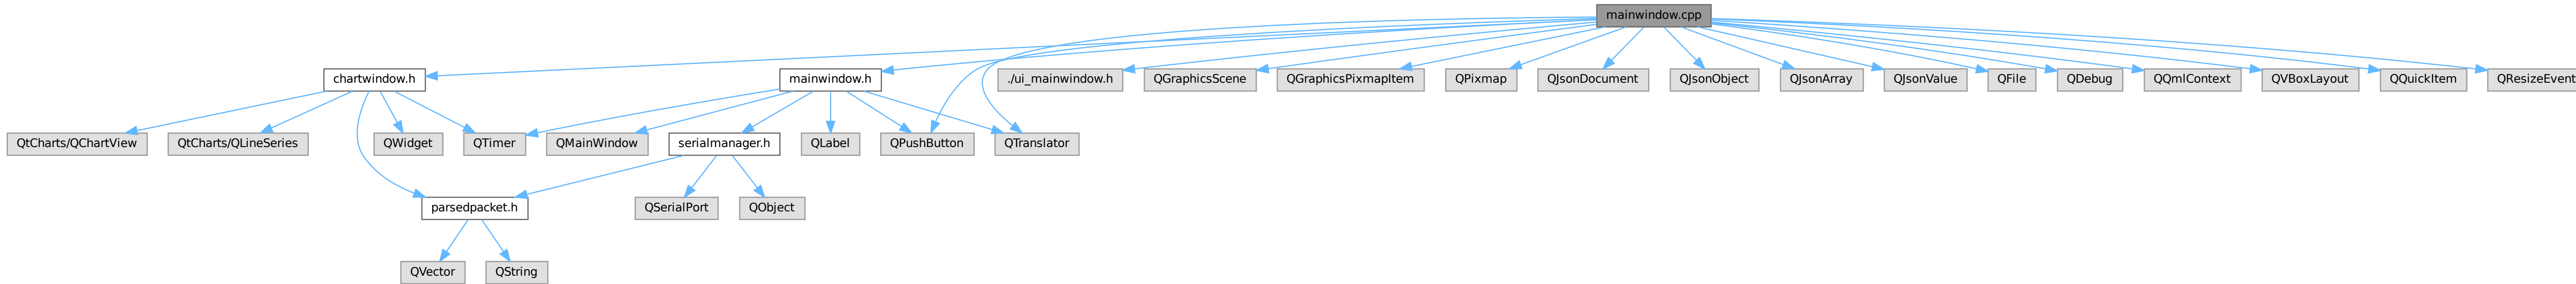 mainwindow.cpp
chartwindow.h
mainwindow.h
./ui_mainwindow.h
QGraphicsScene
QGraphicsPixmapItem
QPixmap
QJsonDocument
QJsonObject
QJsonArray
QJsonValue
QFile
QDebug
QQmlContext
QVBoxLayout
QQuickItem
QResizeEvent
QtCharts/QChartView
QtCharts/QLineSeries
QWidget
QTimer
QMainWindow
serialmanager.h
QLabel
QPushButton
QTranslator
parsedpacket.h
QSerialPort
QObject
QVector
QString